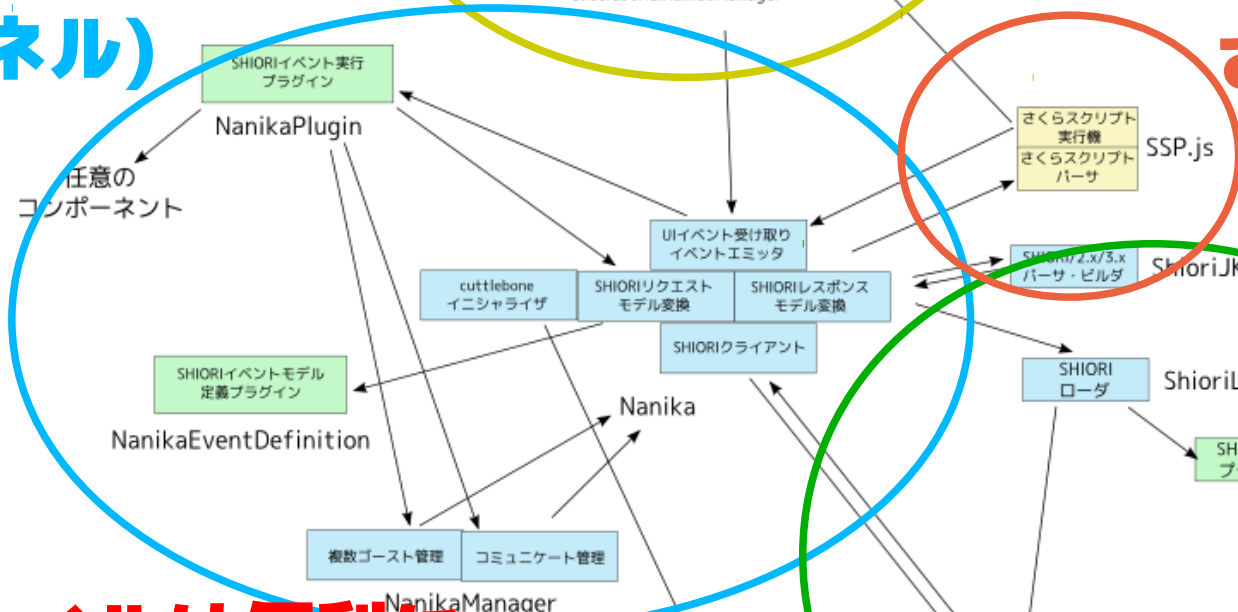 ネル)
SHIORIイベント実行
プラグイン
NanikaPlugin
任意の
コンポーネント
さくらスクリプト
実行機
さくらスクリプト
パーサ
SSP.js
UIイベント受け取り
イベントエミッタ
cuttlebone
イニシャライザ
SHIORIリクエスト
モデル変換
SHIORIレスポンス
モデル変換
SHIORIクライアント
SHIORI/2.x/3.x
パーサ・ビルダ
ShioriJK
SHIORI
ローダ
ShioriL
SH
プ
SHIORIイベントモデル
定義プラグイン
NanikaEventDefinition
Nanika
複数ゴースト管理
コミュニケート管理
NanikaManager